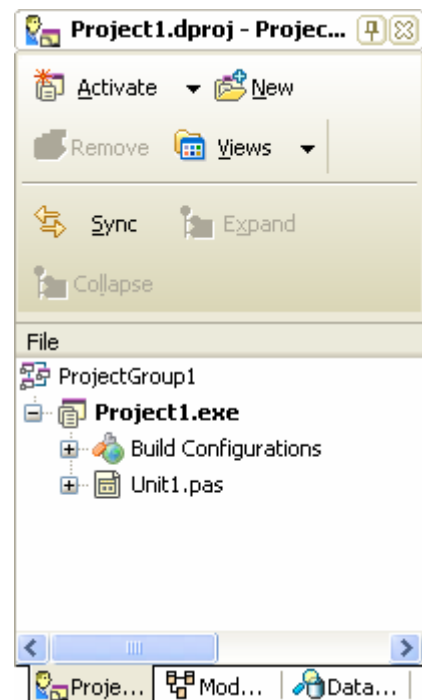 Project1.dproj - Projec...
Activate New
Remove Views
Sync Expand
Collapse
File
ProjectGroup1
Project1.exe
Build Configurations
Unit1.pas
Proje... Mod... Data...